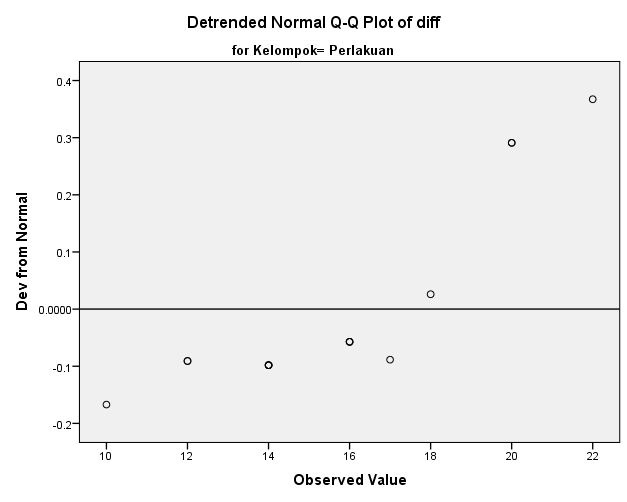 Detrended Normal Q-Q Plot of diff
for Kelompok= Perlakuan
Dev from Normal
0.4
0.3
0.2
0.1
0.0000
-0.1
-0.2
10 12 14 16 17 18 20 22
Observed Value